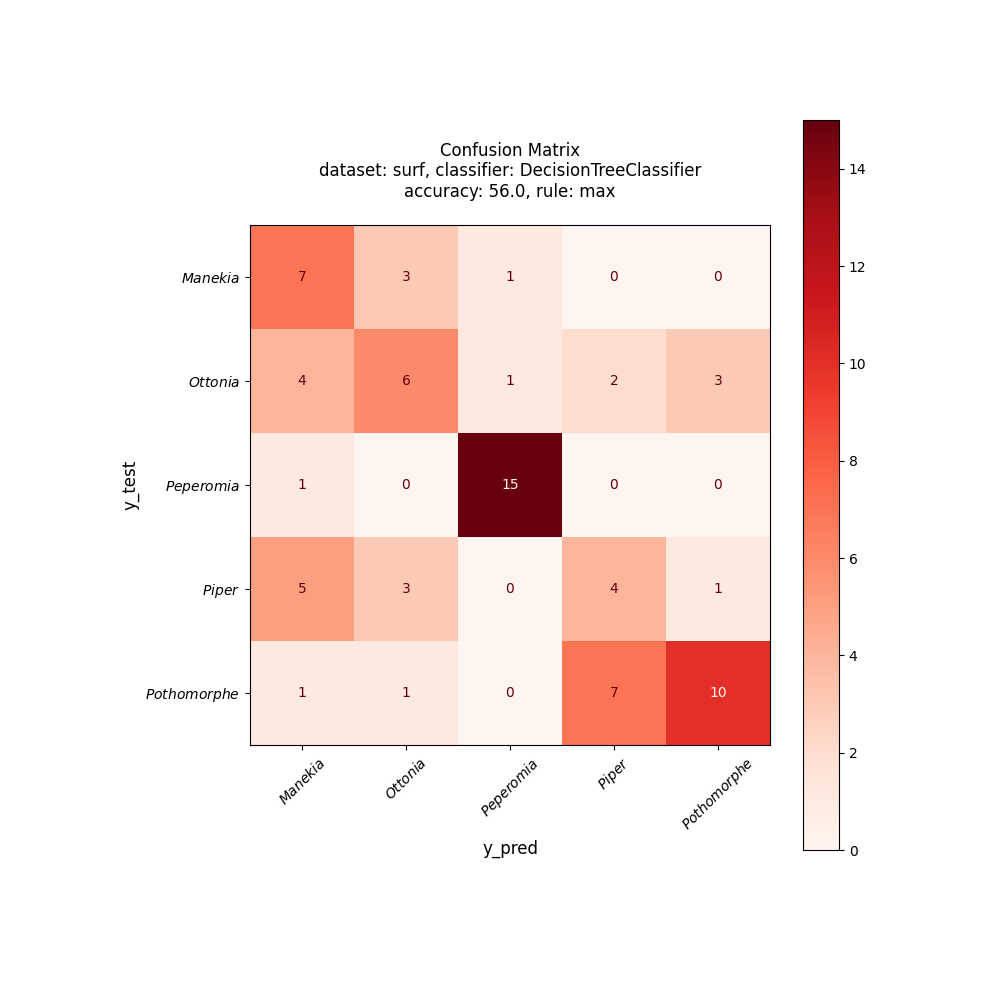 Confusion Matrix
dataset: surf, classifier: DecisionTreeClassifier
accuracy: 56.0, rule: max
y_test
Manekia 7 3 1 0 0
Ottonia 4 6 1 2 3
Peperomia 1 0 15 0 0
Piper 5 3 0 4 1
Pothomorphe 1 1 0 7 10
Manekia Ottonia Peperomia Piper Pothomorphe
y_pred
14
12
10
8
6
4
2
0